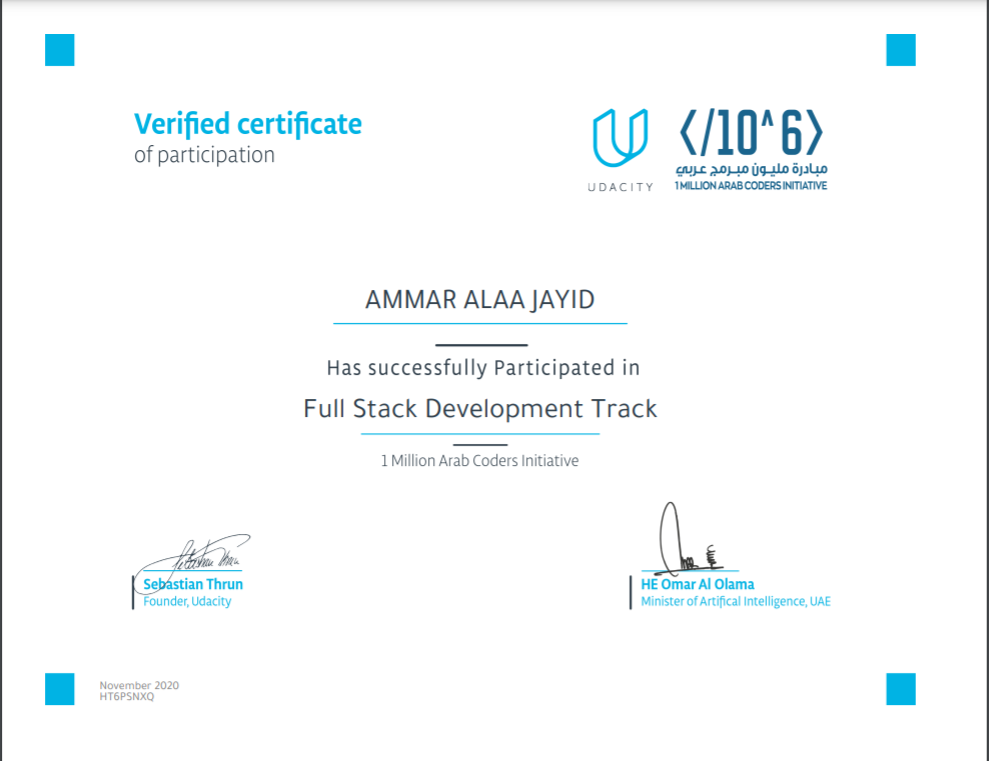 Verified certificate
of participation
UDACITY
</10^6>
مبادرة مليون مبرمج عربي
1 MILLION ARAB CODERS INITIATIVE
AMMAR ALAA JAYID
Has successfully Participated in
Full Stack Development Track
1 Million Arab Coders Initiative
Sebastian Thrun
Sebastian Thrun
Founder, Udacity
HE Omar Al Olama
Minister of Artifical Intelligence, UAE
November 2020
HT6PSNXQ